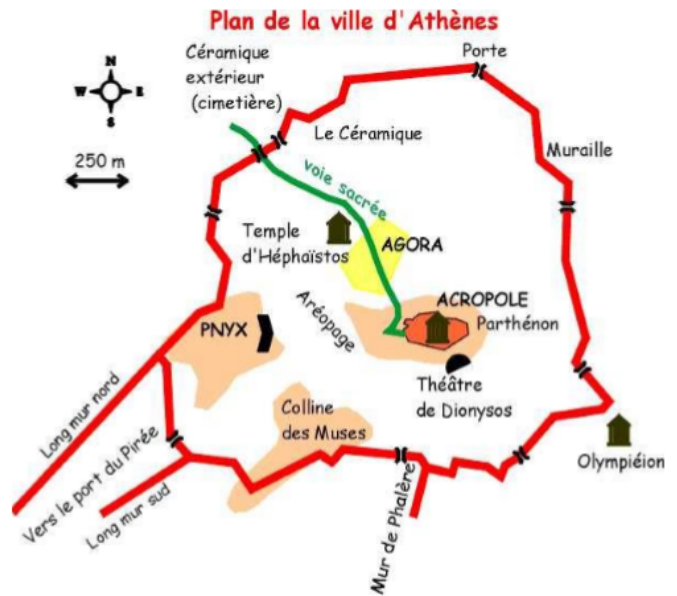 Plan de la ville d'Athènes
Céramique
extérieur
(cimetière)
Porte
N
W
E
S
Le Céramique
Muraille
250 m
voie sacrée
Temple
d'Héphaïstos
AGORA
Aréopage
ACROPOLE
Parthénon
PNYX
Théâtre
de Dionysos
Colline
des Muses
Long mur nord
Vers le port du Pirée
Long mur sud
Mur de Phalère
Olympiéion